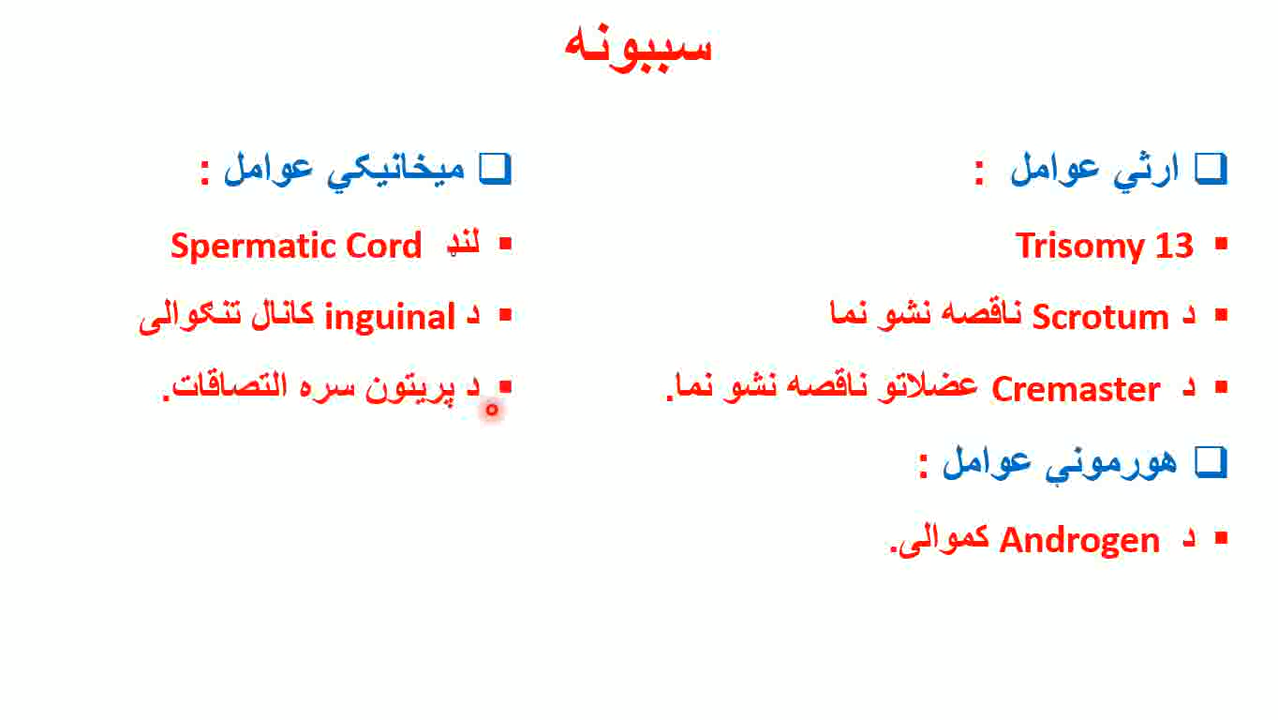 سببونه
ارثي عوامل :
Trisomy 13
د Scrotum ناقصه نشو نما
د Cremaster عضلاتو ناقصه نشو نما.
هورموني عوامل :
د Androgen کموالی.
میخانیکي عوامل :
لنډ Spermatic Cord
د inguinal کانال تنګوالی
د پریتون سره التصاقات.